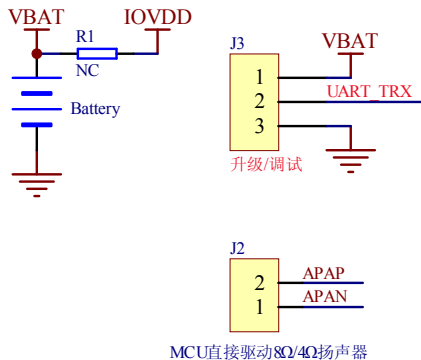 VBAT
IOVDD
R1
NC
Battery
J3
VBAT
1
2
UART_TRX
3
升级/调试
J2
2
APAP
1
APAN
MCU直接驱动8Ω/4Ω扬声器